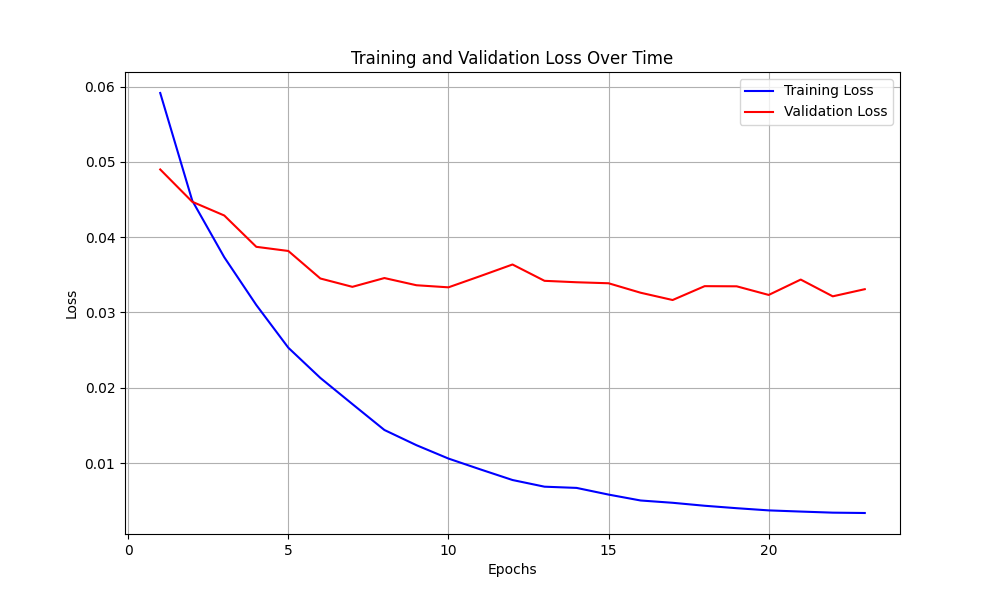 Training and Validation Loss Over Time
Training Loss
Validation Loss
0.06
0.05
0.04
0.03
0.02
0.01
Loss
0 5 10 15 20
Epochs